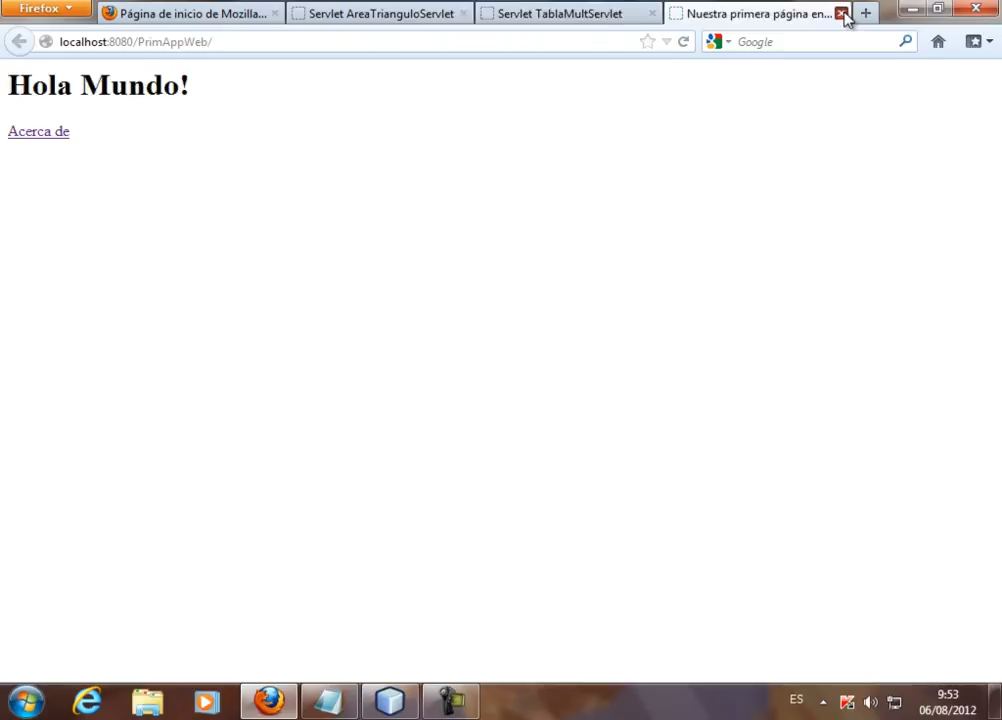 Firefox
Página de inicio de Mozilla...
Servlet AreaTrianguloServlet
Servlet TablaMultServlet
Nuestra primera página en...
localhost:8080/PrimAppWeb/
Google
Hola Mundo!
Acerca de
ES
9:53
06/08/2012